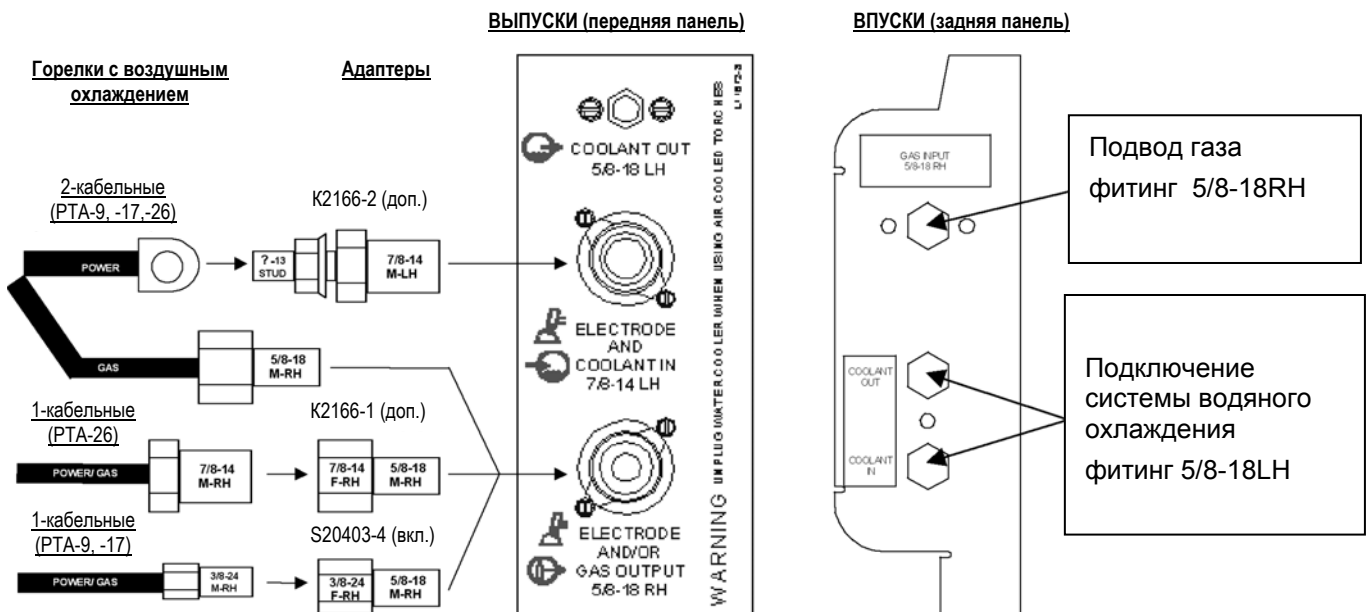 ВЫПУСКИ (передняя панель)
ВПУСКИ (задняя панель)
Горелки с воздушным
охлаждением
Адаптеры
2-кабельные
(PTA-9, -17,-26)
K2166-2 (доп.)
POWER
?-13
STUD
7/8-14
M-LH
GAS
5/8-18
M-RH
1-кабельные
(PTA-26)
K2166-1 (доп.)
POWER/ GAS
7/8-14
M-RH
7/8-14
F-RH
5/8-18
M-RH
1-кабельные
(PTA-9, -17)
S20403-4 (вкл.)
POWER/ GAS
3/8-24
M-RH
3/8-24
F-RH
5/8-18
M-RH
COOLANT OUT
5/8-18 LH
ELECTRODE
AND
COOLANT IN
7/8-14 LH
ELECTRODE
AND/OR
GAS OUTPUT
5/8-18 RH
WARNING UNPLUG WATER COOLER WHEN USING AIR COOLED TORCHES
GAS INPUT
5/8-18 RH
COOLANT
OUT
COOLANT
IN
Подвод газа
фитинг 5/8-18RH
Подключение
системы водяного
охлаждения
фитинг 5/8-18LH